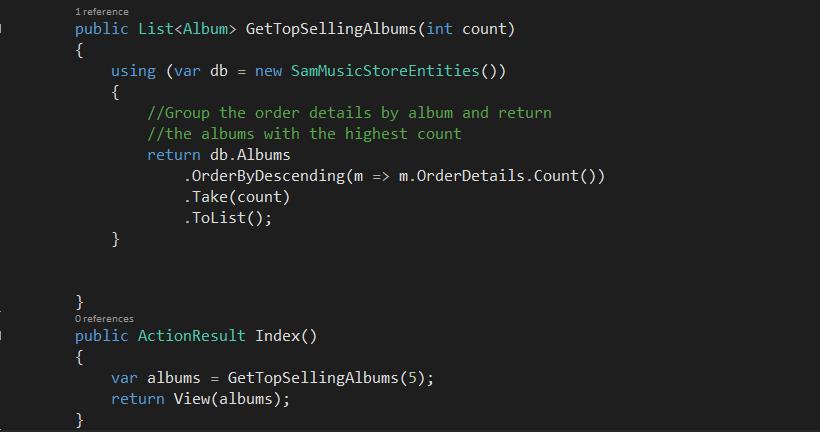 1 reference
public List<Album> GetTopSellingAlbums(int count)
{
using (var db = new SamMusicStoreEntities())
{
//Group the order details by album and return
//the albums with the highest count
return db.Albums
.OrderByDescending(m => m.OrderDetails.Count())
.Take(count)
.ToList();
}
}
0 references
public ActionResult Index()
{
var albums = GetTopSellingAlbums(5);
return View(albums);
}